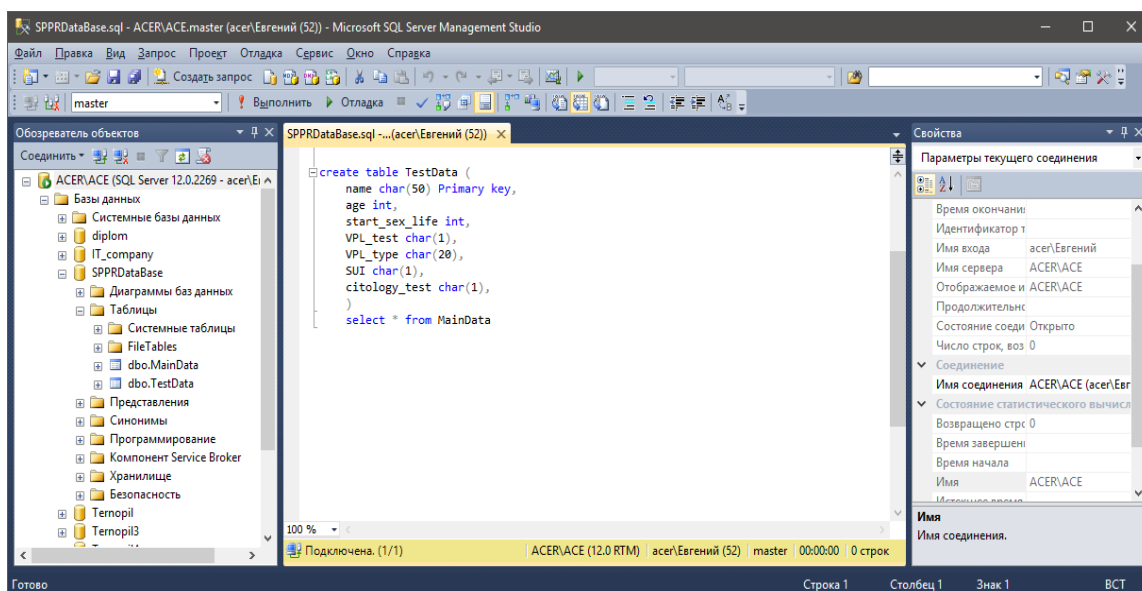 SPPRDataBase.sql - ACER\ACE.master (acer\Евгений (52)) - Microsoft SQL Server Management Studio
Файл Правка Вид Запрос Проект Отладка Сервис Окно Справка
Создать запрос
master Выполнить Отладка
Обозреватель объектов
Соединить
ACER\ACE (SQL Server 12.0.2269 - acer\Ег
Базы данных
Системные базы данных
diplom
IT_company
SPPRDataBase
Диаграммы баз данных
Таблицы
Системные таблицы
FileTables
dbo.MainData
dbo.TestData
Представления
Синонимы
Программирование
Компонент Service Broker
Хранилище
Безопасность
Ternopil
Ternopil3
SPPRDataBase.sql -...(acer\Евгений (52))
create table TestData (
name char(50) Primary key,
age int,
start_sex_life int,
VPL_test char(1),
VPL_type char(20),
SUI char(1),
citology_test char(1),
)
select * from MainData
100 %
Подключена. (1/1) ACER\ACE (12.0 RTM) acer\Евгений (52) master 00:00:00 0 строк
Свойства
Параметры текущего соединения
Время окончани
Идентификатор т
Имя входа acer\Евгений
Имя сервера ACER\ACE
Отображаемое и ACER\ACE
Продолжительнс
Состояние соеди Открыто
Число строк, воз 0
Соединение
Имя соединения ACER\ACE (acer\Евг
Состояние статистического вычисл
Возвращено стрс 0
Время завершени
Время начала
Имя ACER\ACE
Имя
Имя соединения.
Готово Строка 1 Столбец 1 Знак 1 ВСТ